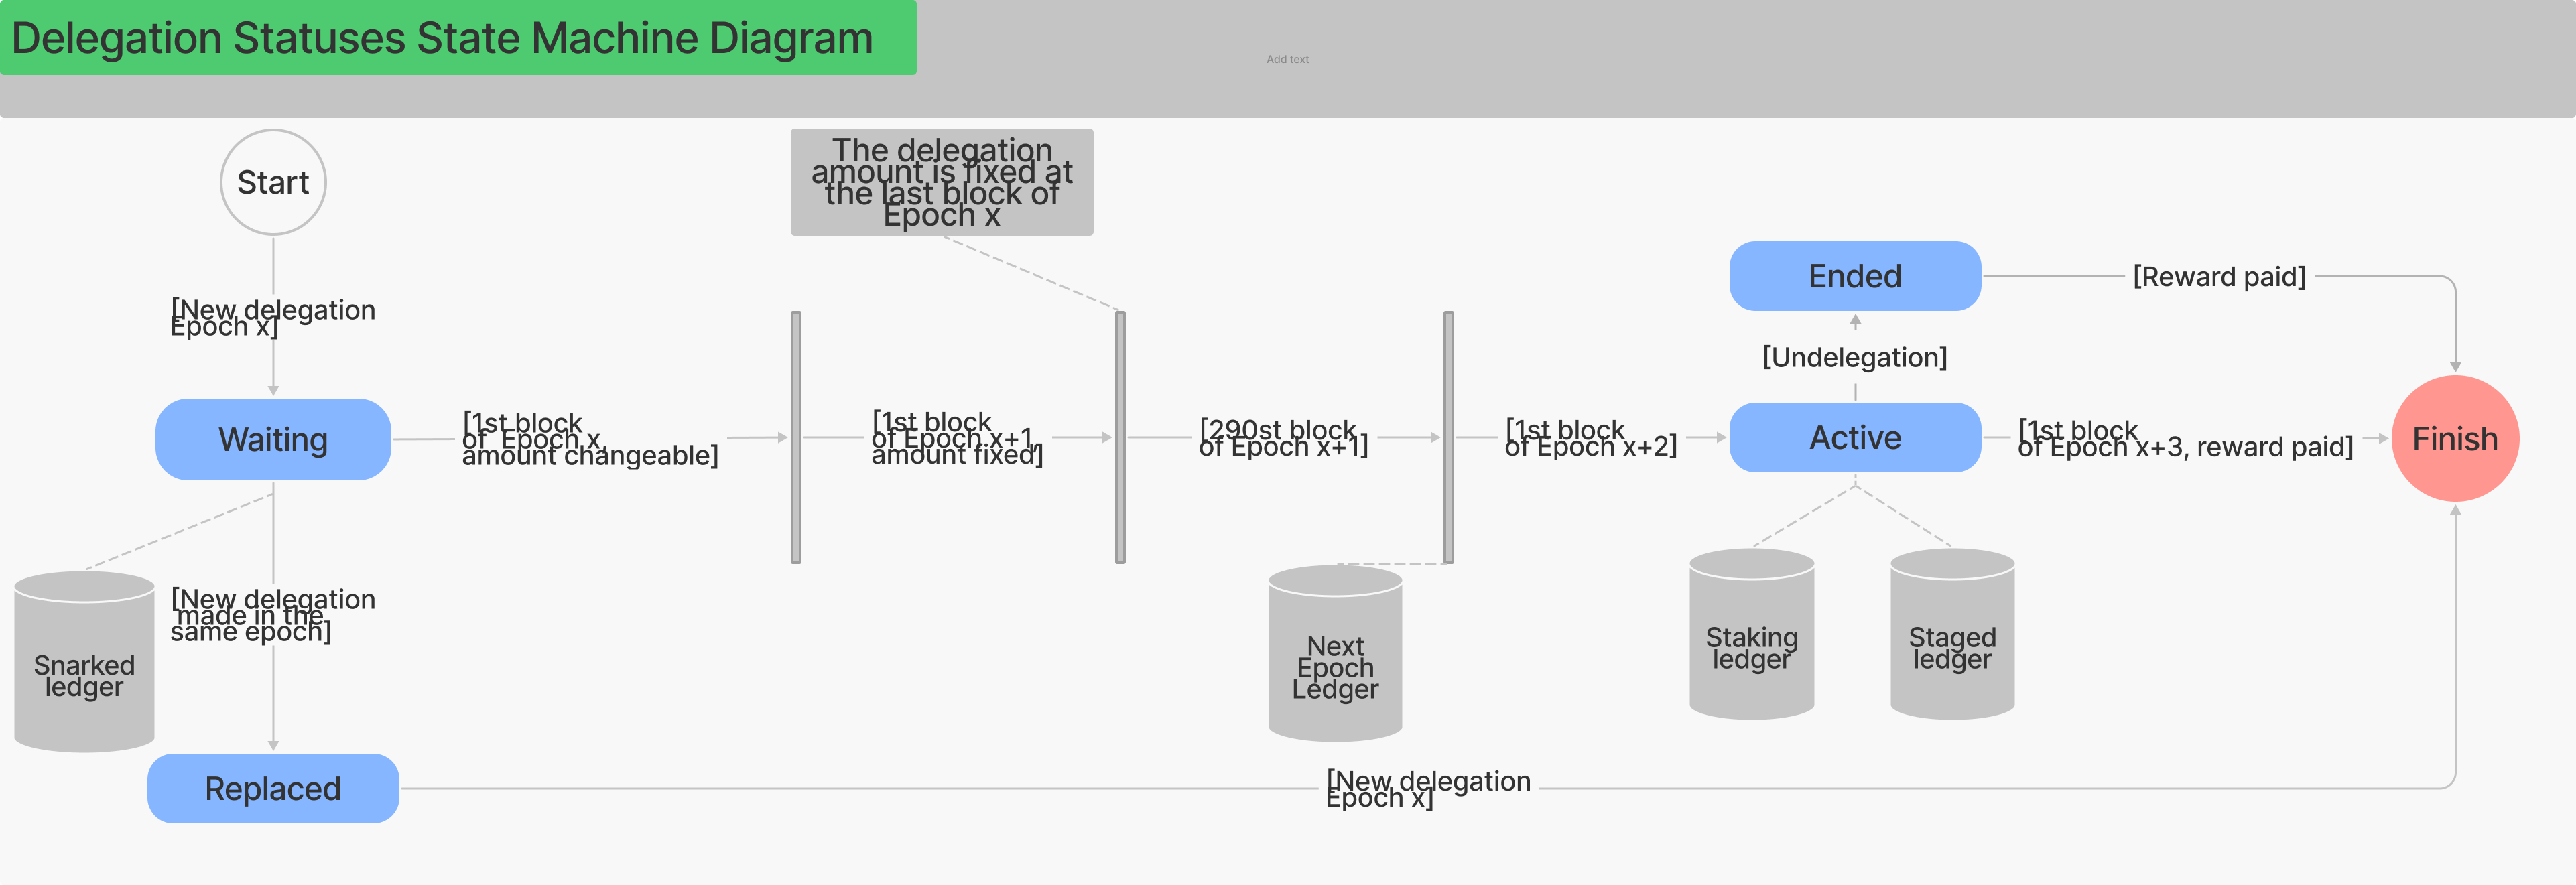 Delegation Statuses State Machine Diagram
Add text
Start
The delegation
amount is fixed at
the last block of
Epoch x
[New delegation
Epoch x]
Ended
[Reward paid]
[Undelegation]
Waiting
[1st block
of  Epoch x,
amount changeable]
[1st block
of Epoch x+1,
amount fixed]
[290st block
of Epoch x+1]
[1st block
of Epoch x+2]
Active
[1st block
of Epoch x+3, reward paid]
Finish
Snarked
ledger
[New delegation
made in the
same epoch]
Next
Epoch
Ledger
Staking
ledger
Staged
ledger
Replaced
[New delegation
Epoch x]